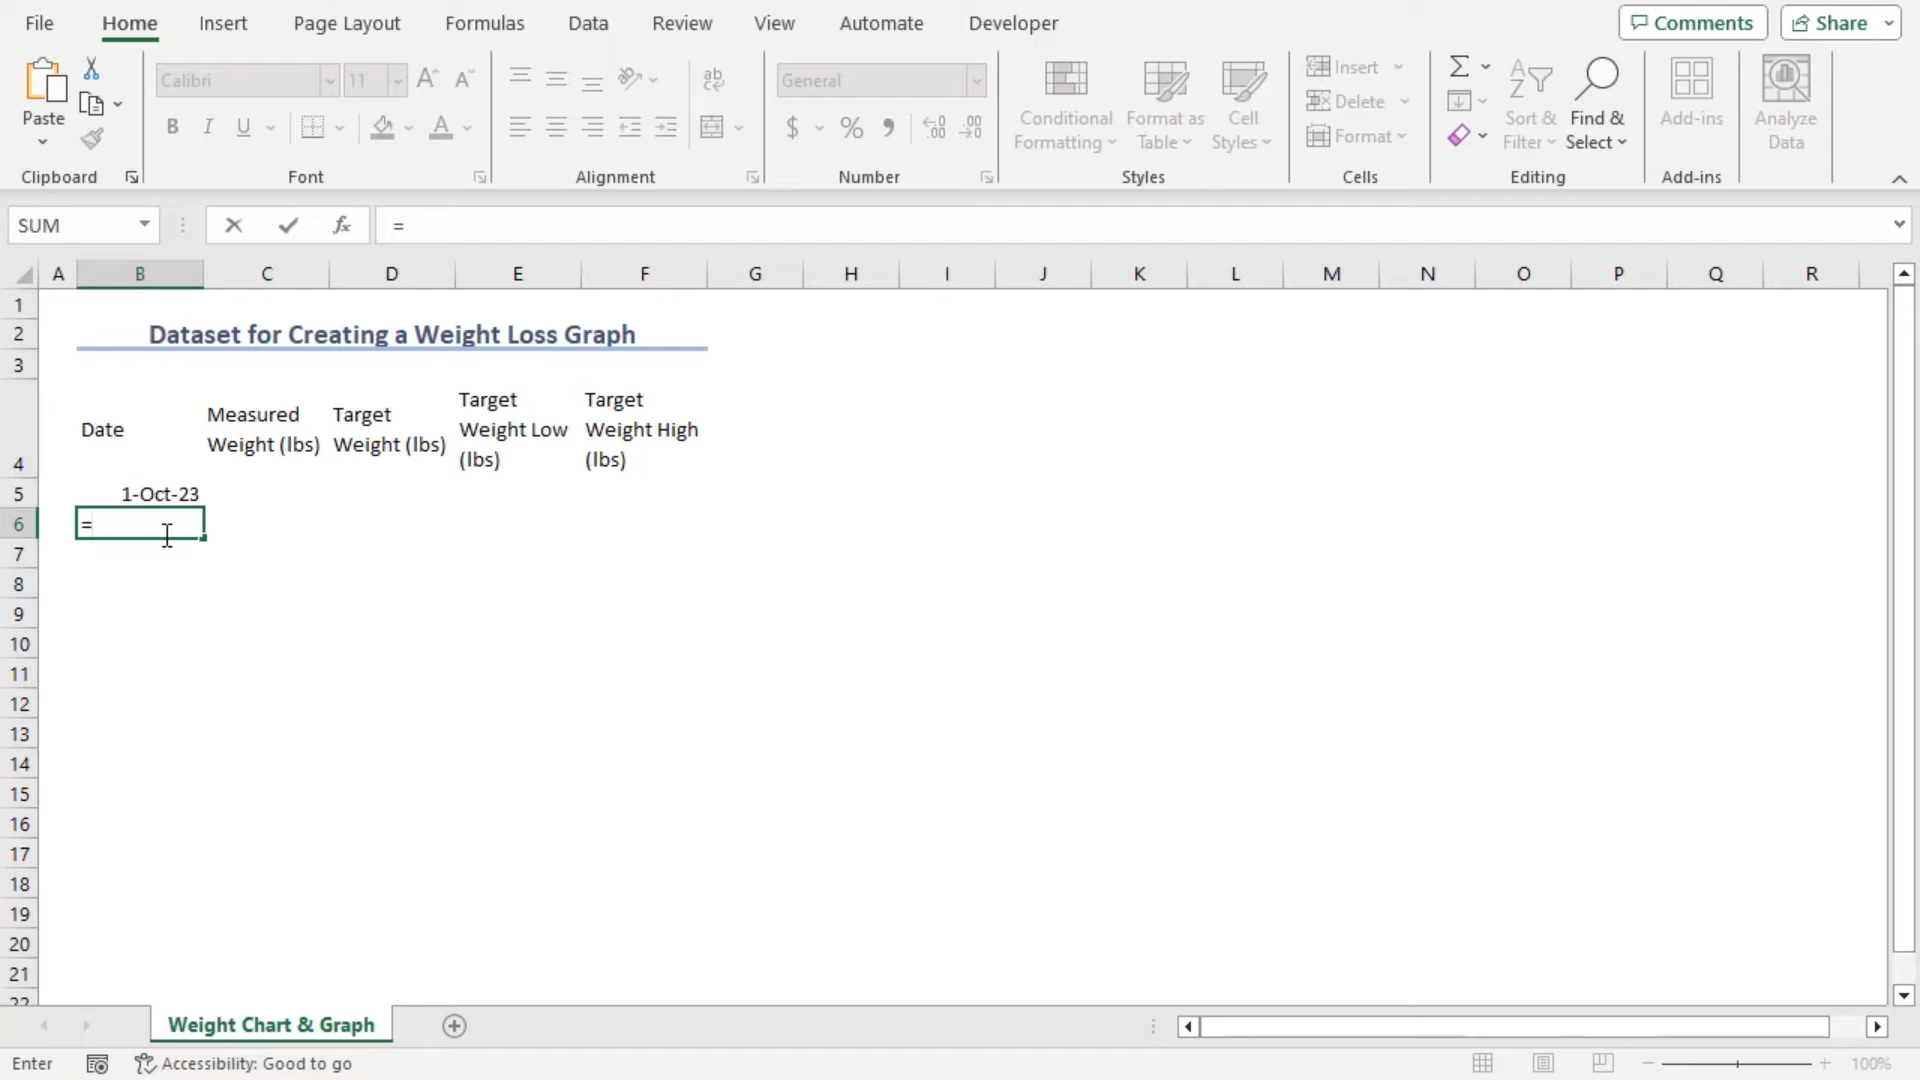 File Home Insert Page Layout Formulas Data Review View Automate Developer Comments Share
Paste
Calibri 11
B I U
ab
General
$ % 9
Conditional Formatting
Format as Table
Cell Styles
Insert
Delete
Format
Sort & Filter
Find & Select
Add-ins
Analyze Data
Clipboard Font Alignment Number Styles Cells Editing Add-ins
SUM fx =
A B C D E F G H I J K L M N O P Q R
1
2 Dataset for Creating a Weight Loss Graph
3
4
Date
Measured
Weight (lbs)
Target
Weight (lbs)
Target
Weight Low
(lbs)
Target
Weight High
(lbs)
5 1-Oct-23
6 =
7
8
9
10
11
12
13
14
15
16
17
18
19
20
21
22
Weight Chart & Graph
Enter Accessibility: Good to go 100%